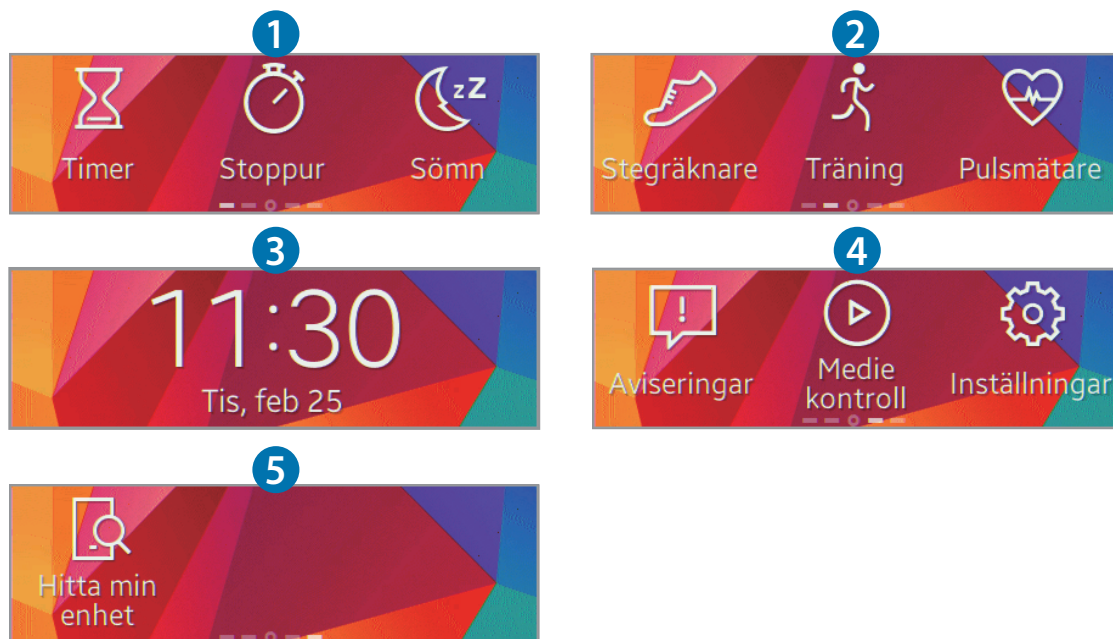 1
Timer Stoppur Sömn
zZ
2
Stegräknare Träning Pulsmätare
3
11:30
Tis, feb 25
4
!
Aviseringar Medie kontroll Inställningar
5
Hitta min
enhet